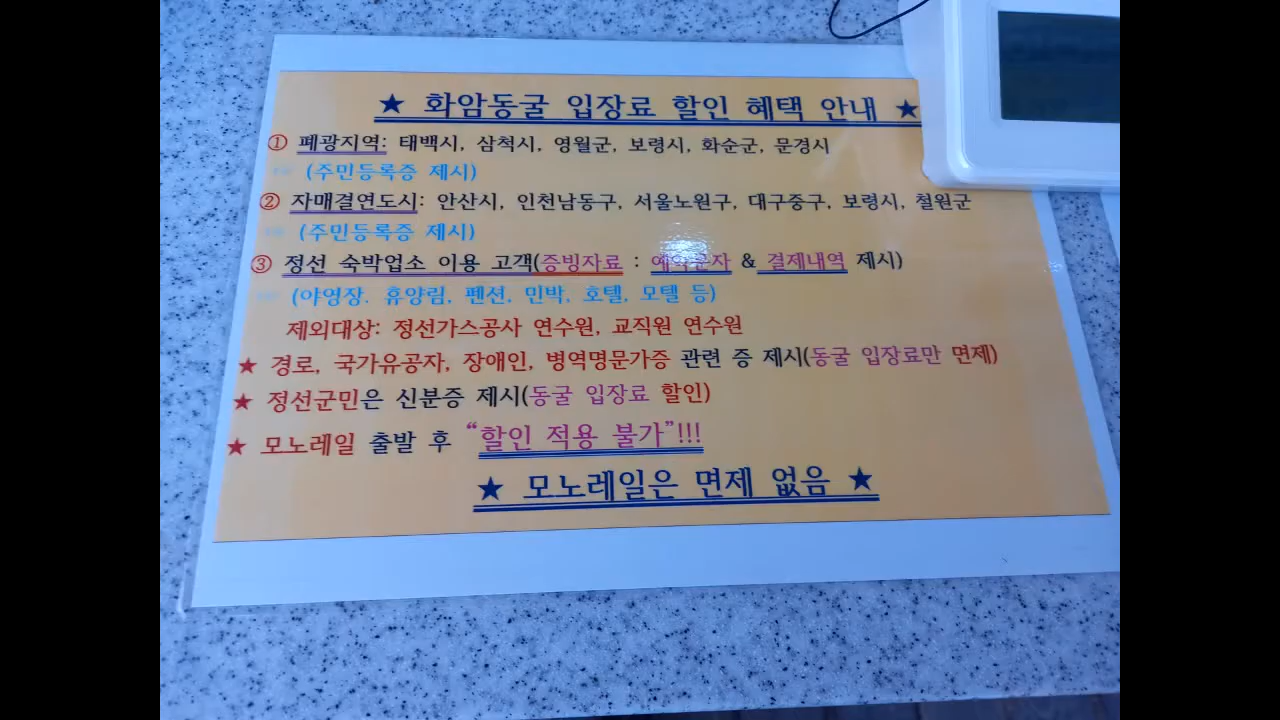 ★ 화암동굴 입장료 할인 혜택 안내 ★
① 폐광지역: 태백시, 삼척시, 영월군, 보령시, 화순군, 문경시
(주민등록증 제시)
② 자매결연도시: 안산시, 인천남동구, 서울노원구, 대구중구, 보령시, 철원군
(주민등록증 제시)
③ 정선 숙박업소 이용 고객(증빙자료 : 예약문자 & 결제내역 제시)
(야영장. 휴양림, 펜션, 민박, 호텔, 모텔 등)
제외대상: 정선가스공사 연수원, 교직원 연수원
★ 경로, 국가유공자, 장애인, 병역명문가증 관련 증 제시(동굴 입장료만 면제)
★ 정선군민은 신분증 제시(동굴 입장료 할인)
★ 모노레일 출발 후 “할인 적용 불가”!!!
★ 모노레일은 면제 없음 ★